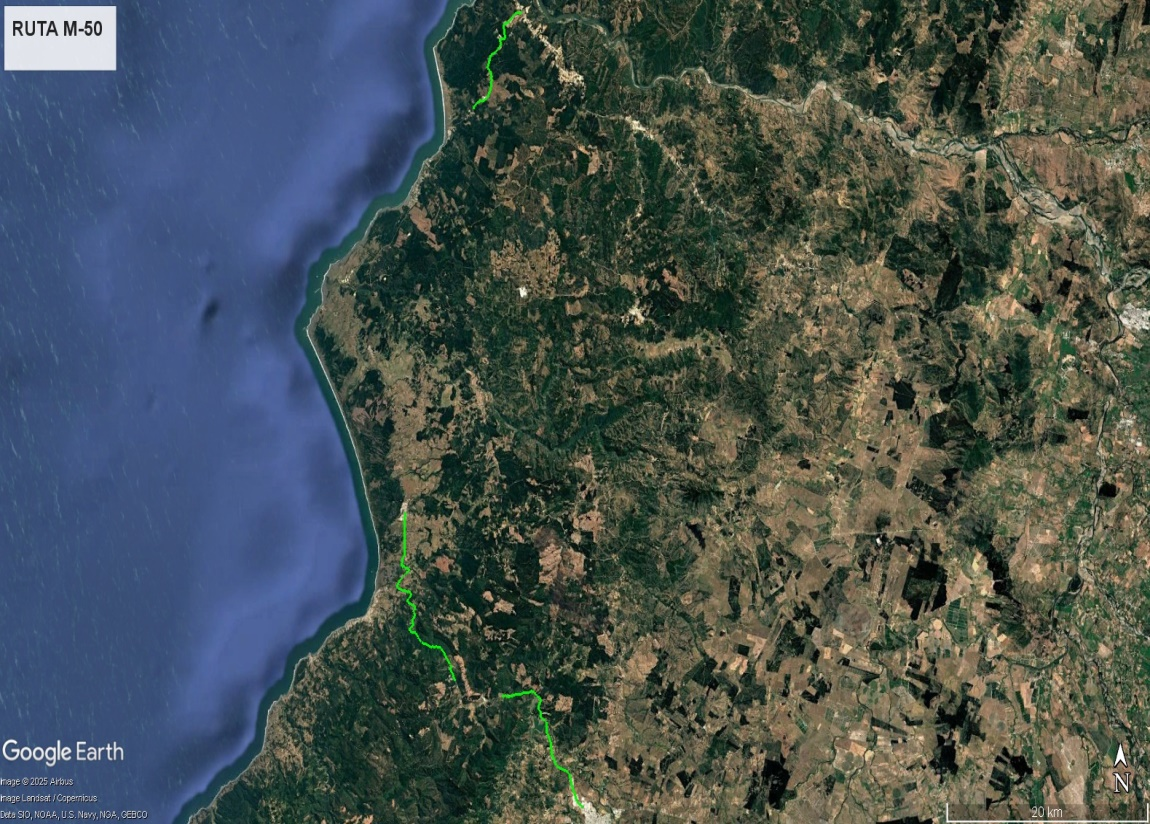 RUTA M-50
Google Earth
Image © 2025 Airbus
Image Landsat / Copernicus
Data SIO, NOAA, U.S. Navy, NGA, GEBCO
N
20 km